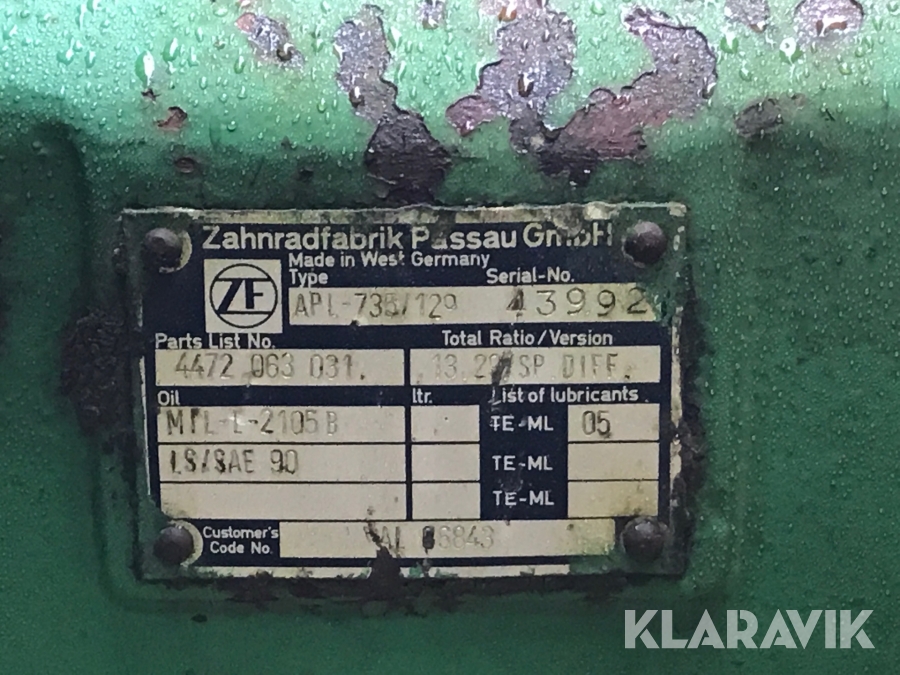 Zahnradfabrik Passau GmbH
Made in West Germany
ZF
Type Serial-No.
APL-735/129 43992
Parts List No. Total Ratio/Version
4472 063 031. SP DIFF.
Oil ltr. List of lubricants
MIL-L-2105B TE-ML 05
LS/SAE 90 TE-ML
TE-ML
Customer's
Code No.
KLARAVIK